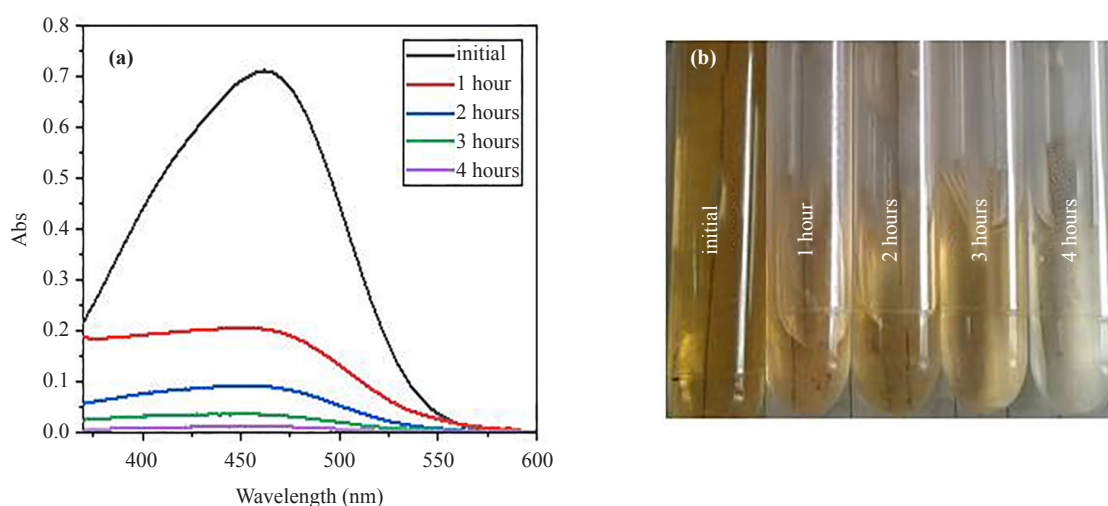 0.8
(a)
initial
1 hour
2 hours
3 hours
4 hours
0.7
0.6
0.5
0.4
0.3
0.2
0.1
0.0
Abs
400
450
500
550
600
Wavelength (nm)
(b)
initial
1 hour
2 hours
3 hours
4 hours